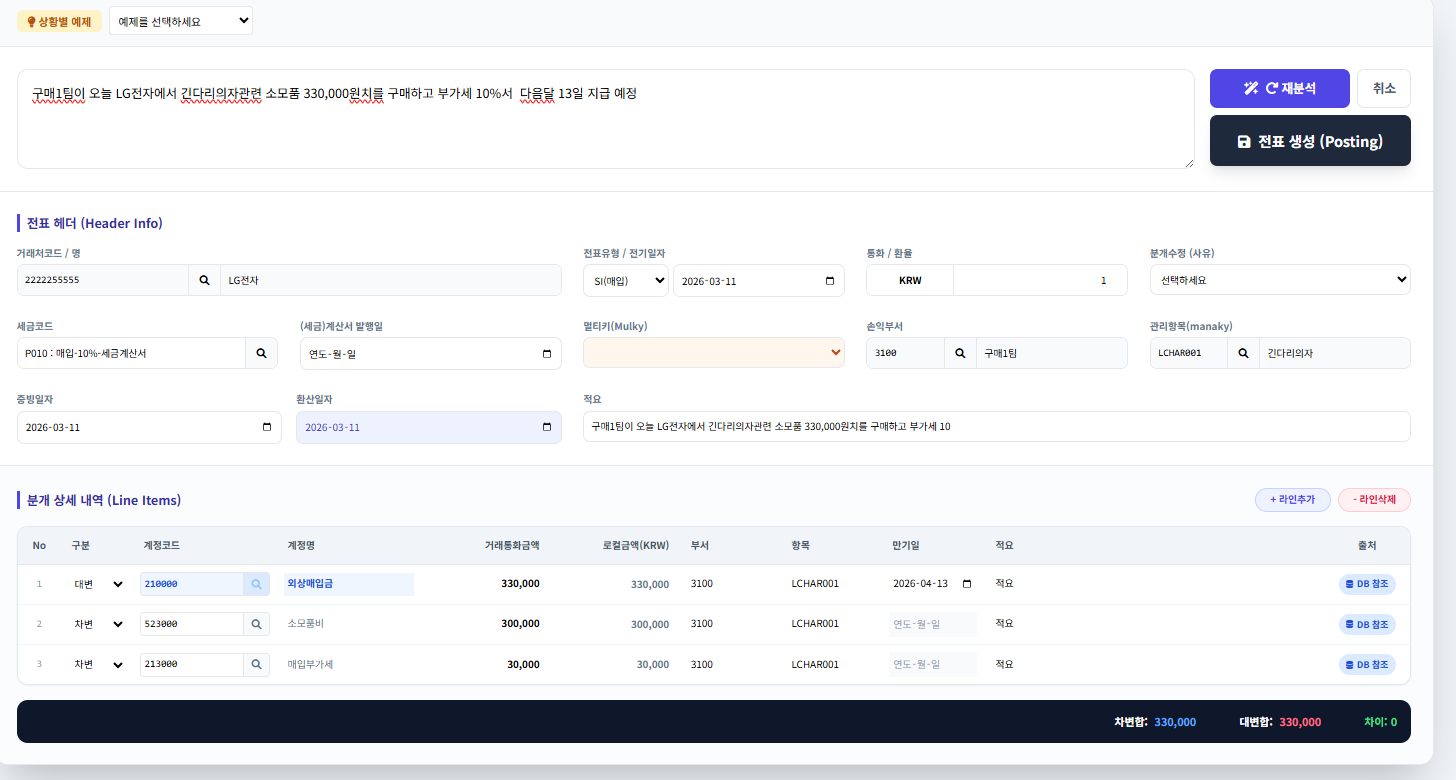 상황별 예제 예제를 선택하세요
구매1팀이 오늘 LG전자에서 긴다리의자관련 소모품 330,000원치를 구매하고 부가세 10%서 다음달 13일 지급 예정
재분석 취소
전표 생성 (Posting)
전표 헤더 (Header Info)
거래처코드 / 명 전표유형 / 전기일자 통화 / 환율 분개수정 (사유)
2222255555 LG전자 SI(매입) 2026-03-11 KRW 1 선택하세요
세금코드 (세금)계산서 발행일 멀티키(Mulky) 손익부서 관리항목(manaky)
P010 : 매입-10%-세금계산서 연도-월-일 3100 구매1팀 LCHAR001 긴다리의자
증빙일자 환산일자 적요
2026-03-11 2026-03-11 구매1팀이 오늘 LG전자에서 긴다리의자관련 소모품 330,000원치를 구매하고 부가세 10
분개 상세 내역 (Line Items) + 라인추가 - 라인삭제
No 구분 계정코드 계정명 거래통화금액 로컬금액(KRW) 부서 항목 만기일 적요 출처
1 대변 210000 외상매입금 330,000 330,000 3100 LCHAR001 2026-04-13 적요 DB 참조
2 차변 523000 소모품비 300,000 300,000 3100 LCHAR001 연도-월-일 적요 DB 참조
3 차변 213000 매입부가세 30,000 30,000 3100 LCHAR001 연도-월-일 적요 DB 참조
차변합: 330,000 대변합: 330,000 차이: 0